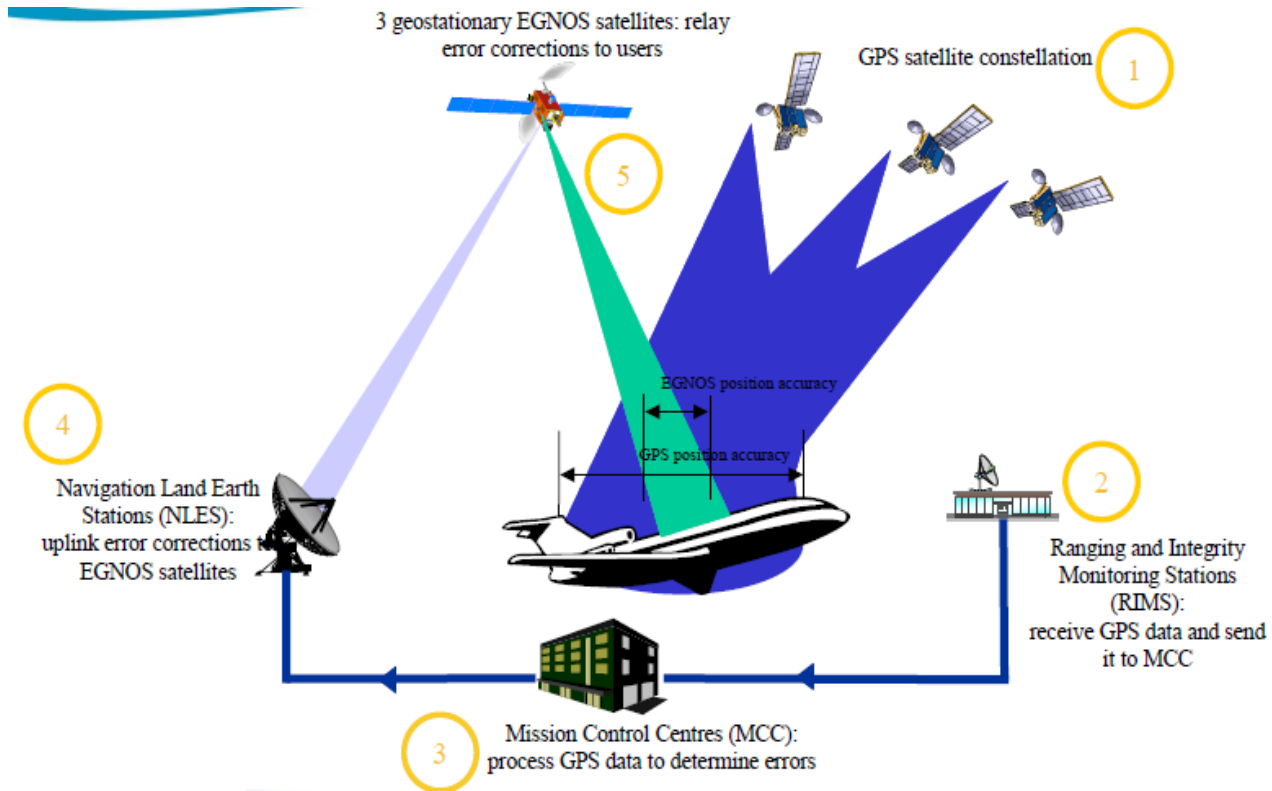 3 geostationary EGNOS satellites: relay
error corrections to users
GPS satellite constellation
1
5
EGNOS position accuracy
GPS position accuracy
4
Navigation Land Earth
Stations (NLES):
uplink error corrections to
EGNOS satellites
2
Ranging and Integrity
Monitoring Stations
(RIMS):
receive GPS data and send
it to MCC
3
Mission Control Centres (MCC):
process GPS data to determine errors